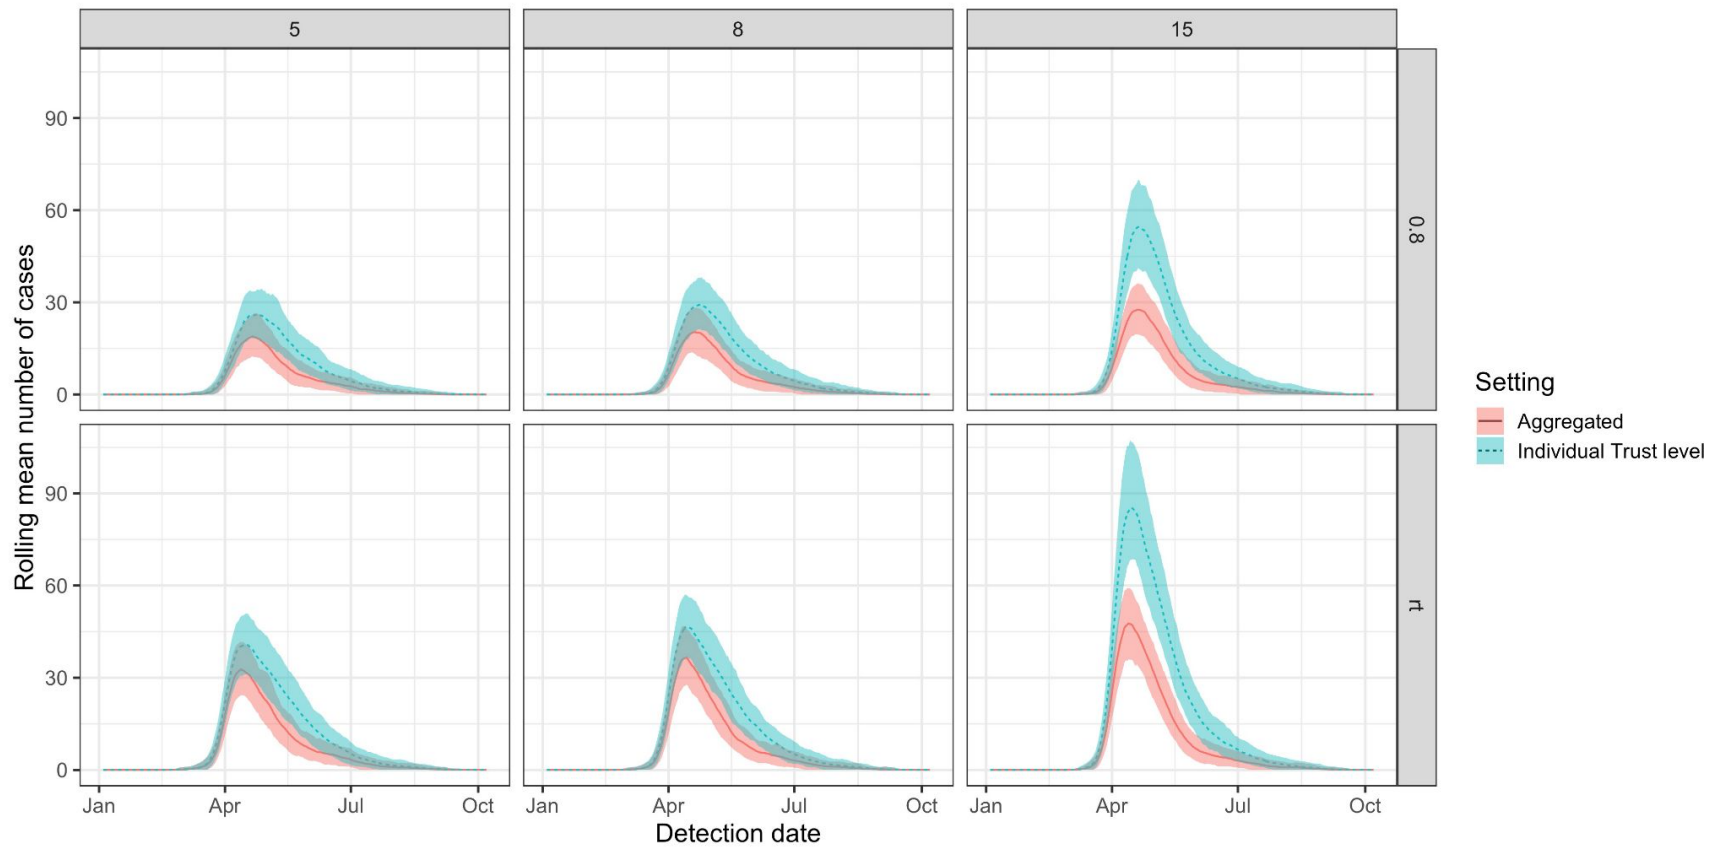 5
8
15
Rolling mean number of cases
90
60
30
0
0.8
90
60
30
0
rt
Jan
Apr
Jul
Oct
Jan
Apr
Jul
Oct
Jan
Apr
Jul
Oct
Detection date
Setting
Aggregated
Individual Trust level